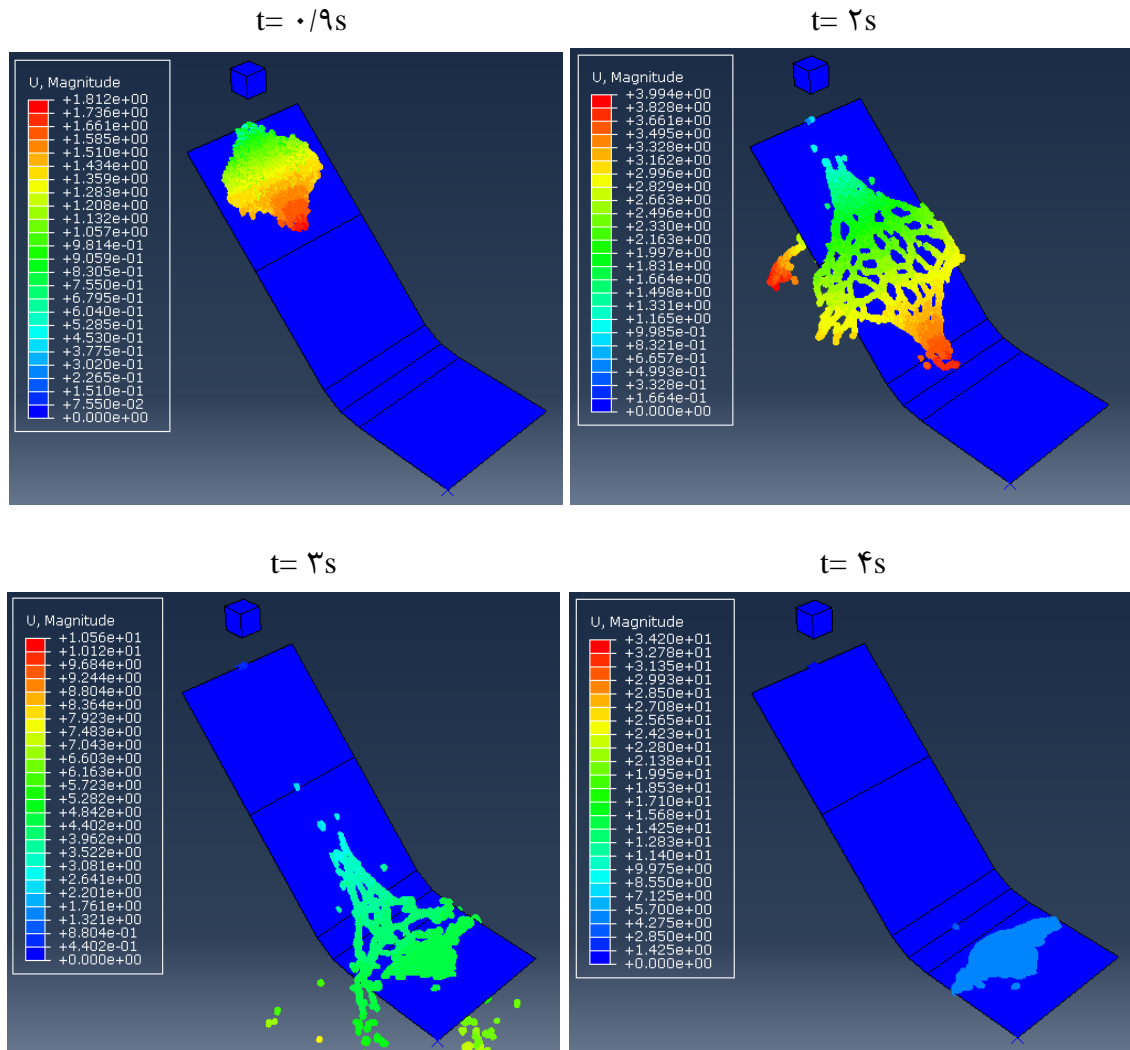 t= ۰/۹s
U, Magnitude
+1.812e+00
+1.736e+00
+1.661e+00
+1.585e+00
+1.510e+00
+1.434e+00
+1.359e+00
+1.283e+00
+1.208e+00
+1.132e+00
+1.057e+00
+9.814e-01
+9.059e-01
+8.305e-01
+7.550e-01
+6.795e-01
+6.040e-01
+5.285e-01
+4.530e-01
+3.775e-01
+3.020e-01
+2.265e-01
+1.510e-01
+7.550e-02
+0.000e+00
t= ۲s
U, Magnitude
+3.994e+00
+3.828e+00
+3.661e+00
+3.495e+00
+3.328e+00
+3.162e+00
+2.996e+00
+2.829e+00
+2.663e+00
+2.496e+00
+2.330e+00
+2.163e+00
+1.997e+00
+1.831e+00
+1.664e+00
+1.498e+00
+1.331e+00
+1.165e+00
+9.985e-01
+8.321e-01
+6.657e-01
+4.993e-01
+3.328e-01
+1.664e-01
+0.000e+00
t= ۳s
U, Magnitude
+1.056e+01
+1.012e+01
+9.684e+00
+9.244e+00
+8.804e+00
+8.364e+00
+7.923e+00
+7.483e+00
+7.043e+00
+6.603e+00
+6.163e+00
+5.723e+00
+5.282e+00
+4.842e+00
+4.402e+00
+3.962e+00
+3.522e+00
+3.081e+00
+2.641e+00
+2.201e+00
+1.761e+00
+1.321e+00
+8.804e-01
+4.402e-01
+0.000e+00
t= ۴s
U, Magnitude
+3.420e+01
+3.278e+01
+3.135e+01
+2.993e+01
+2.850e+01
+2.708e+01
+2.565e+01
+2.423e+01
+2.280e+01
+2.138e+01
+1.995e+01
+1.853e+01
+1.710e+01
+1.568e+01
+1.425e+01
+1.283e+01
+1.140e+01
+9.975e+00
+8.550e+00
+7.125e+00
+5.700e+00
+4.275e+00
+2.850e+00
+1.425e+00
+0.000e+00